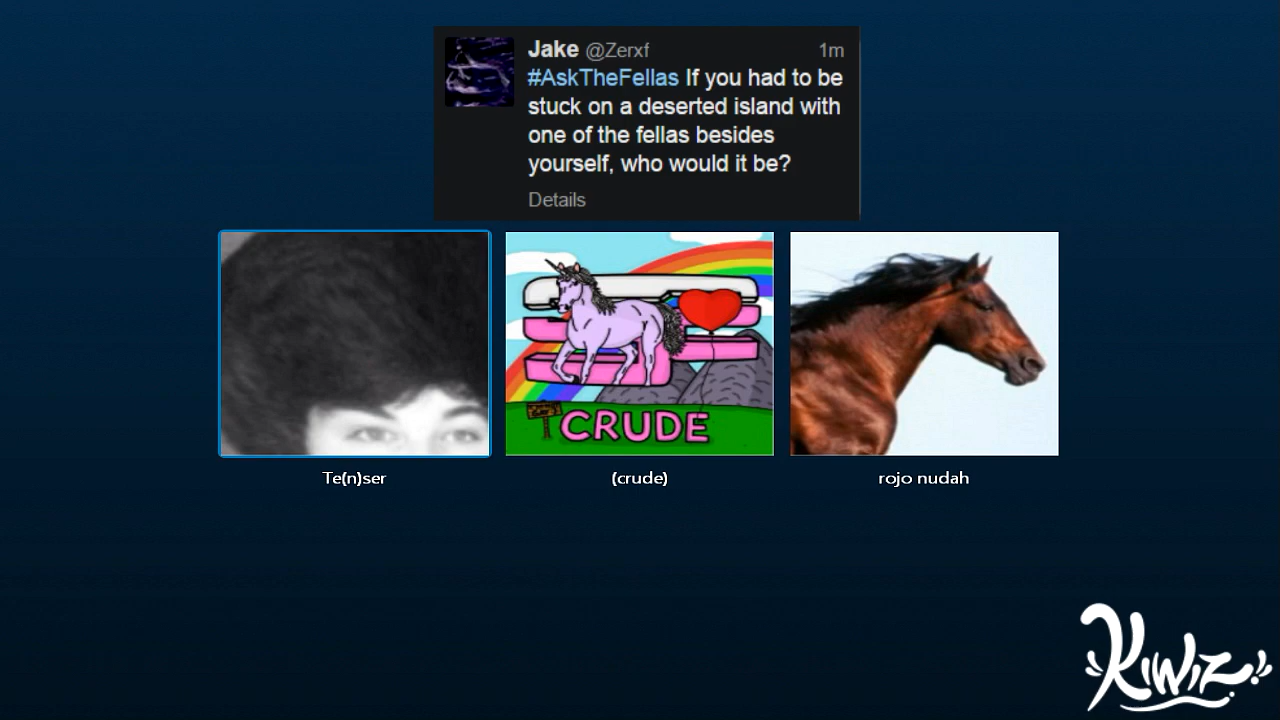 Jake @Zerxf 1m
#AskTheFellas If you had to be
stuck on a deserted island with
one of the fellas besides
yourself, who would it be?
Details
CRUDE
Te(n)ser (crude) rojo nudah
KiWiZ